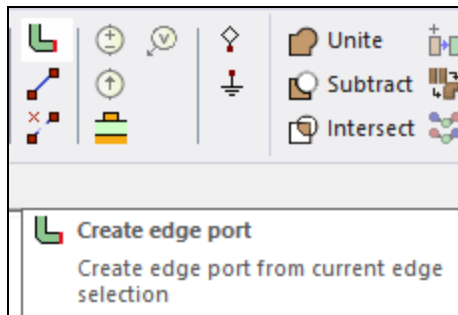 Unite
Subtract
Intersect
Create edge port
Create edge port from current edge
selection